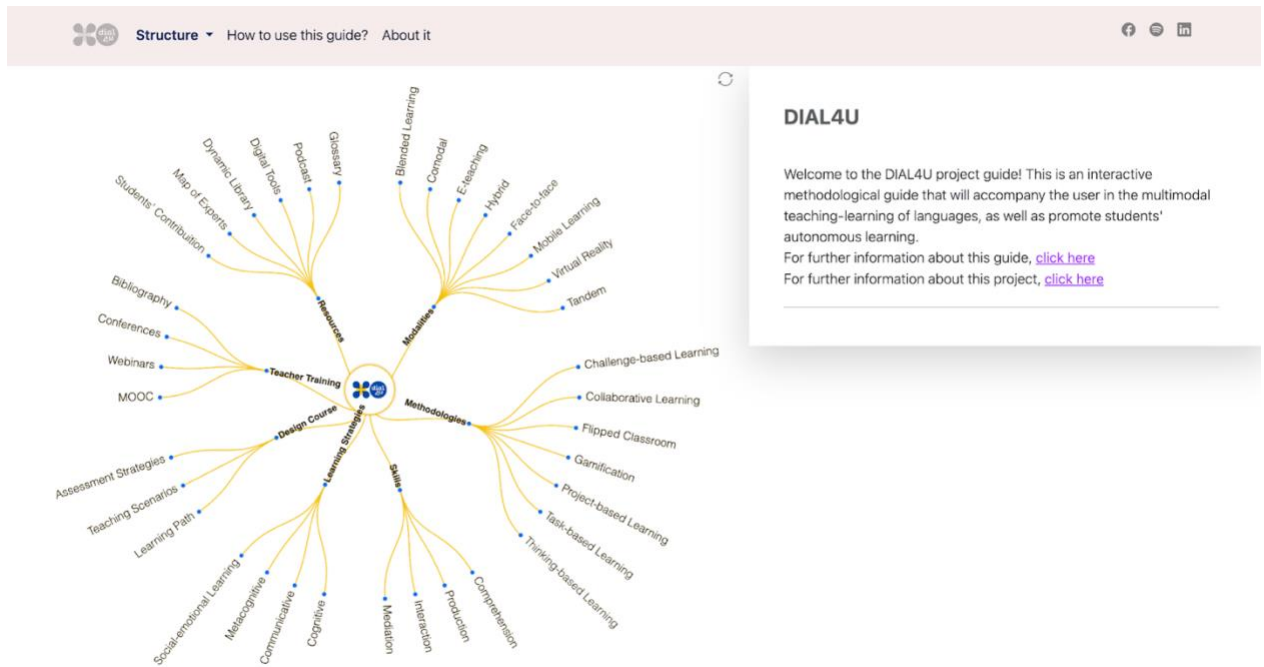 dial
4U
Structure
How to use this guide?
About it
Glossary
Podcast
Digital Tools
Dynamic Library
Map of Experts
Students' Contribuition
Resources
Blended Learning
Comodal
E-teaching
Hybrid
Face-to-face
Mobile Learning
Virtual Reality
Tandem
Modalities
Bibliography
Conferences
Webinars
MOOC
Teacher Training
dial
4U
Challenge-based Learning
Collaborative Learning
Flipped Classroom
Gamification
Project-based Learning
Task-based Learning
Thinking-based Learning
Methodologies
Design Course
Assessment Strategies
Teaching Scenarios
Learning Path
Learning Strategies
Social-emotional Learning
Metacognitive
Communicative
Cognitive
Skills
Mediation
Interaction
Production
Comprehension
DIAL4U
Welcome to the DIAL4U project guide! This is an interactive
methodological guide that will accompany the user in the multimodal
teaching-learning of languages, as well as promote students'
autonomous learning.
For further information about this guide, click here
For further information about this project, click here